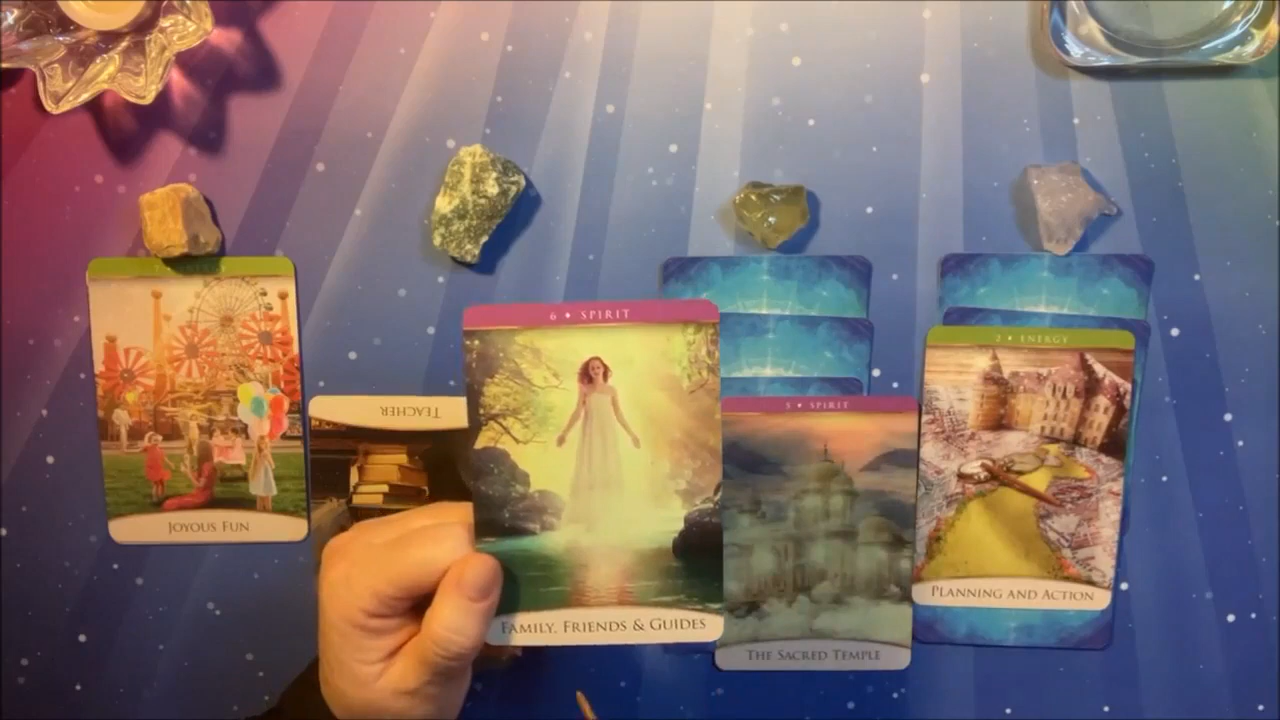 JOYOUS FUN
TEACHER
6 ♦ SPIRIT
FAMILY, FRIENDS & GUIDES
5 ♦ SPIRIT
THE SACRED TEMPLE
2 ♦ ENERGY
PLANNING AND ACTION